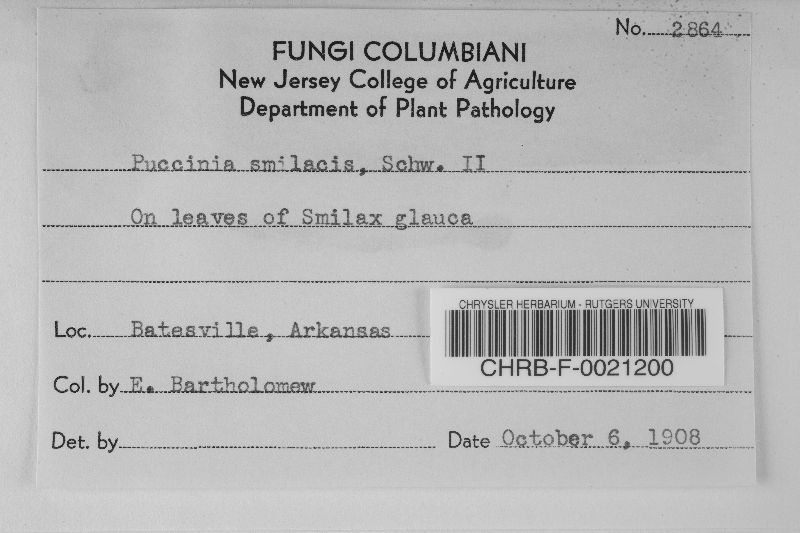 No. 2864
FUNGI COLUMBIANI
New Jersey College of Agriculture
Department of Plant Pathology
Puccinia smilacis, Schw. II
On leaves of Smilax glauca
CHRYSLER HERBARIUM - RUTGERS UNIVERSITY
Loc. Batesville, Arkansas
CHRB-F-0021200
Col. by E. Bartholomew
Det. by
Date October 6, 1908